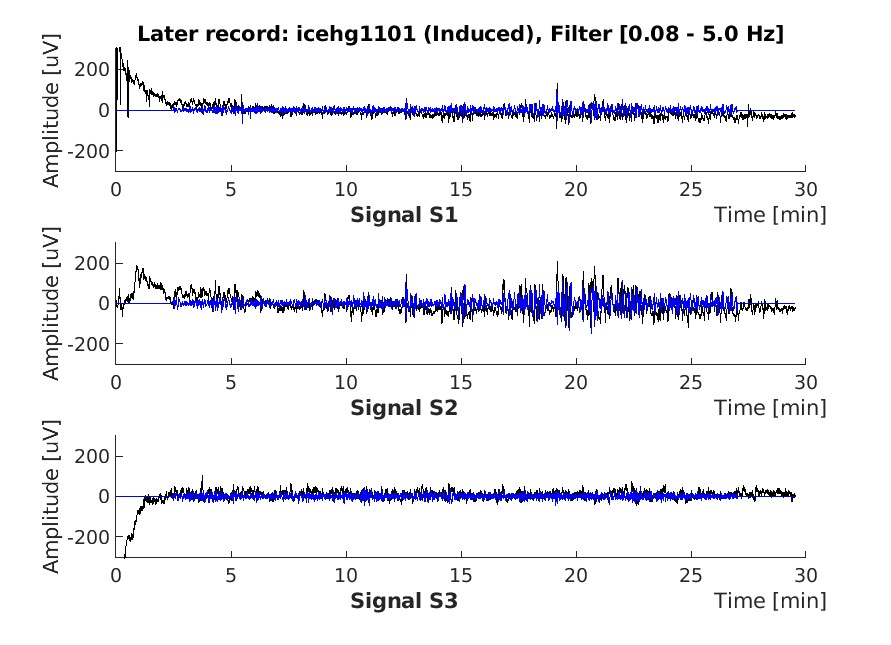 Later record: icehg1101 (Induced), Filter [0.08 - 5.0 Hz]
Amplitude [uV]
200
0
-200
0 5 10 15 20 25 30
Signal S1
Time [min]
Amplitude [uV]
200
0
-200
0 5 10 15 20 25 30
Signal S2
Time [min]
Amplitude [uV]
200
0
-200
0 5 10 15 20 25 30
Signal S3
Time [min]